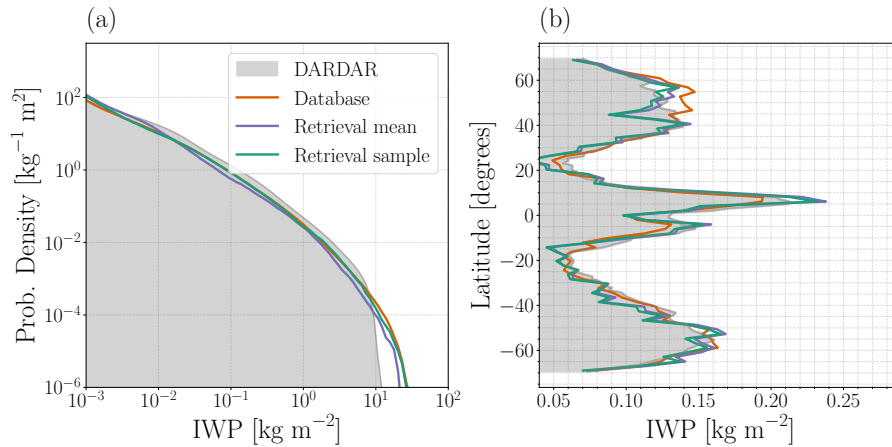 (a)
(b)
DARDAR
Database
Retrieval mean
Retrieval sample
Prob. Density [kg⁻¹ m²]
10²
10⁰
10⁻²
10⁻⁴
10⁻⁶
10⁻³ 10⁻² 10⁻¹ 10⁰ 10¹ 10²
IWP [kg m⁻²]
Latitude [degrees]
60
40
20
0
−20
−40
−60
0.05 0.10 0.15 0.20 0.25
IWP [kg m⁻²]